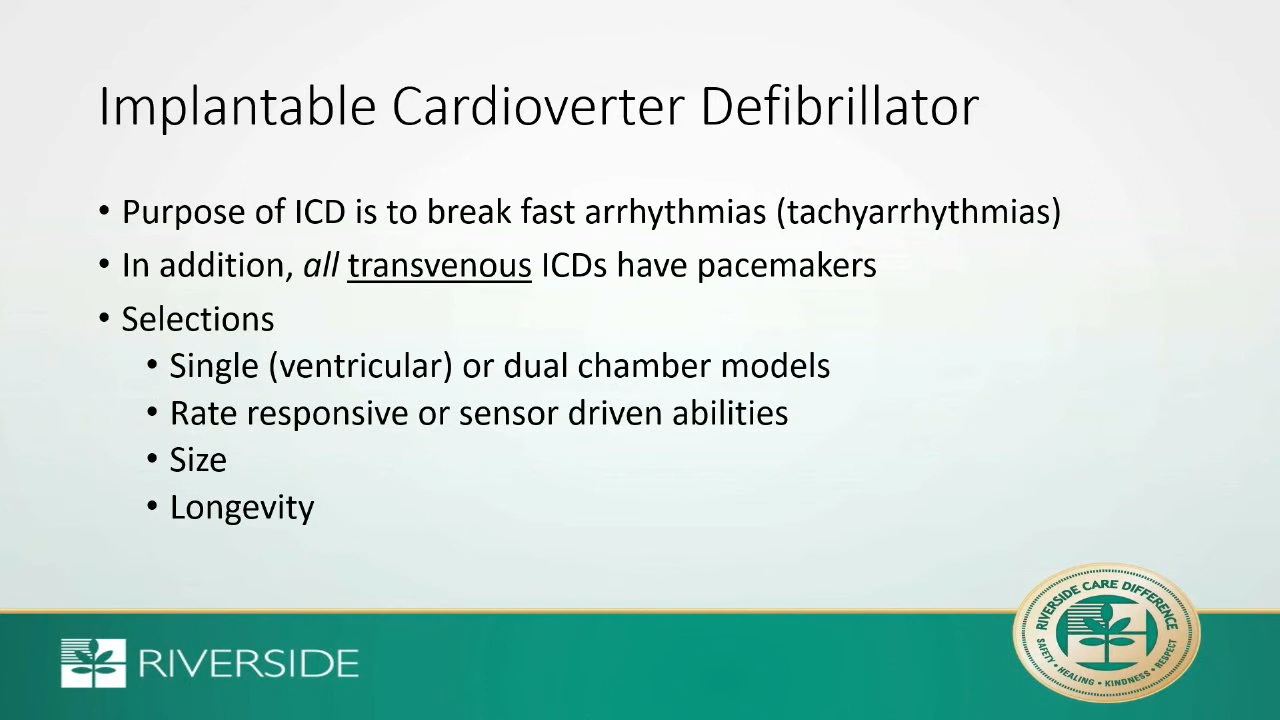 Implantable Cardioverter Defibrillator
• Purpose of ICD is to break fast arrhythmias (tachyarrhythmias)
• In addition, all transvenous ICDs have pacemakers
• Selections
• Single (ventricular) or dual chamber models
• Rate responsive or sensor driven abilities
• Size
• Longevity
RIVERSIDE
RIVERSIDE CARE DIFFERENCE
SAFETY • HEALING • KINDNESS • RESPECT